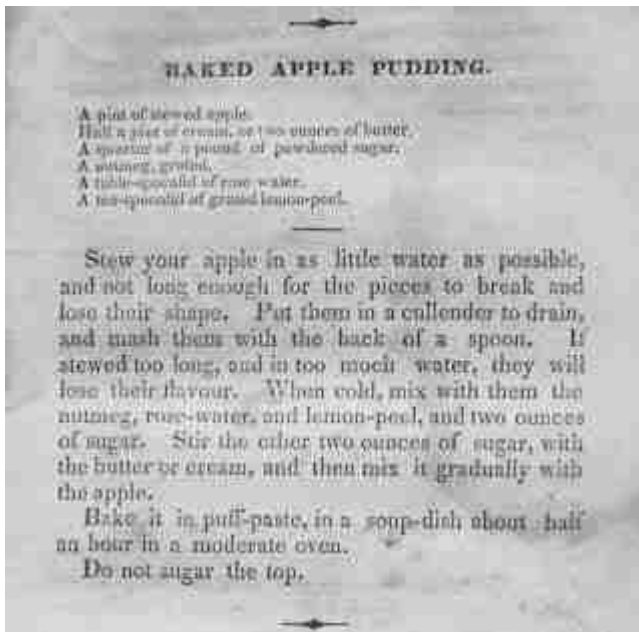 BAKED APPLE PUDDING.
A pint of stewed apple.
Half a pint of cream, or two ounces of butter.
A quarter of a pound of powdered sugar.
A nutmeg, grated.
A table-spoonful of rose water.
A tea-spoonful of grated lemon-peel.
Stew your apple in as little water as possible,
and not long enough for the pieces to break and
lose their shape. Put them in a cullender to drain,
and mash them with the back of a spoon. If
stewed too long, and in too much water, they will
lose their flavour. When cold, mix with them the
nutmeg, rose-water, and lemon-peel, and two ounces
of sugar. Stir the other two ounces of sugar, with
the butter or cream, and then mix it gradually with
the apple.
Bake it in puff-paste, in a soup-dish about half
an hour in a moderate oven.
Do not sugar the top.